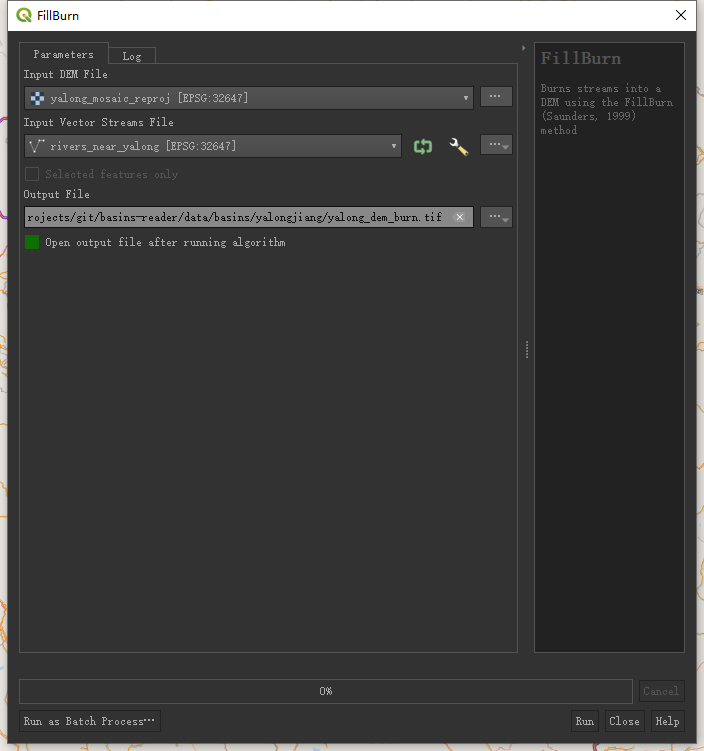 FillBurn
Parameters
Log
Input DEM File
yalong_mosaic_reproj [EPSG:32647]
Input Vector Streams File
rivers_near_yalong [EPSG:32647]
Selected features only
Output File
rojects/git/basins-reader/data/basins/yalongjiang/yalong_dem_burn.tif
Open output file after running algorithm
FillBurn
Burns streams into a
DEM using the FillBurn
(Saunders, 1999)
method
0%
Cancel
Run as Batch Process…
Run
Close
Help